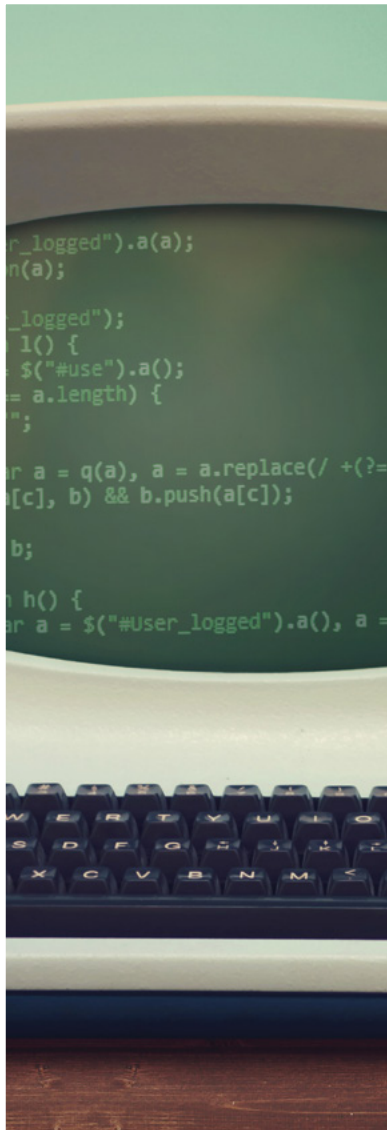 r_logged").a(a);
n(a);
_logged");
l() {
= $("#use").a();
== a.length) {
"";
ar a = q(a), a = a.replace(/ +(?=
a[c], b) && b.push(a[c]);
b;
h() {
ar a = $("#User_logged").a(), a =
W E R T Y U I O
S D F G H J K
X C V B N M <